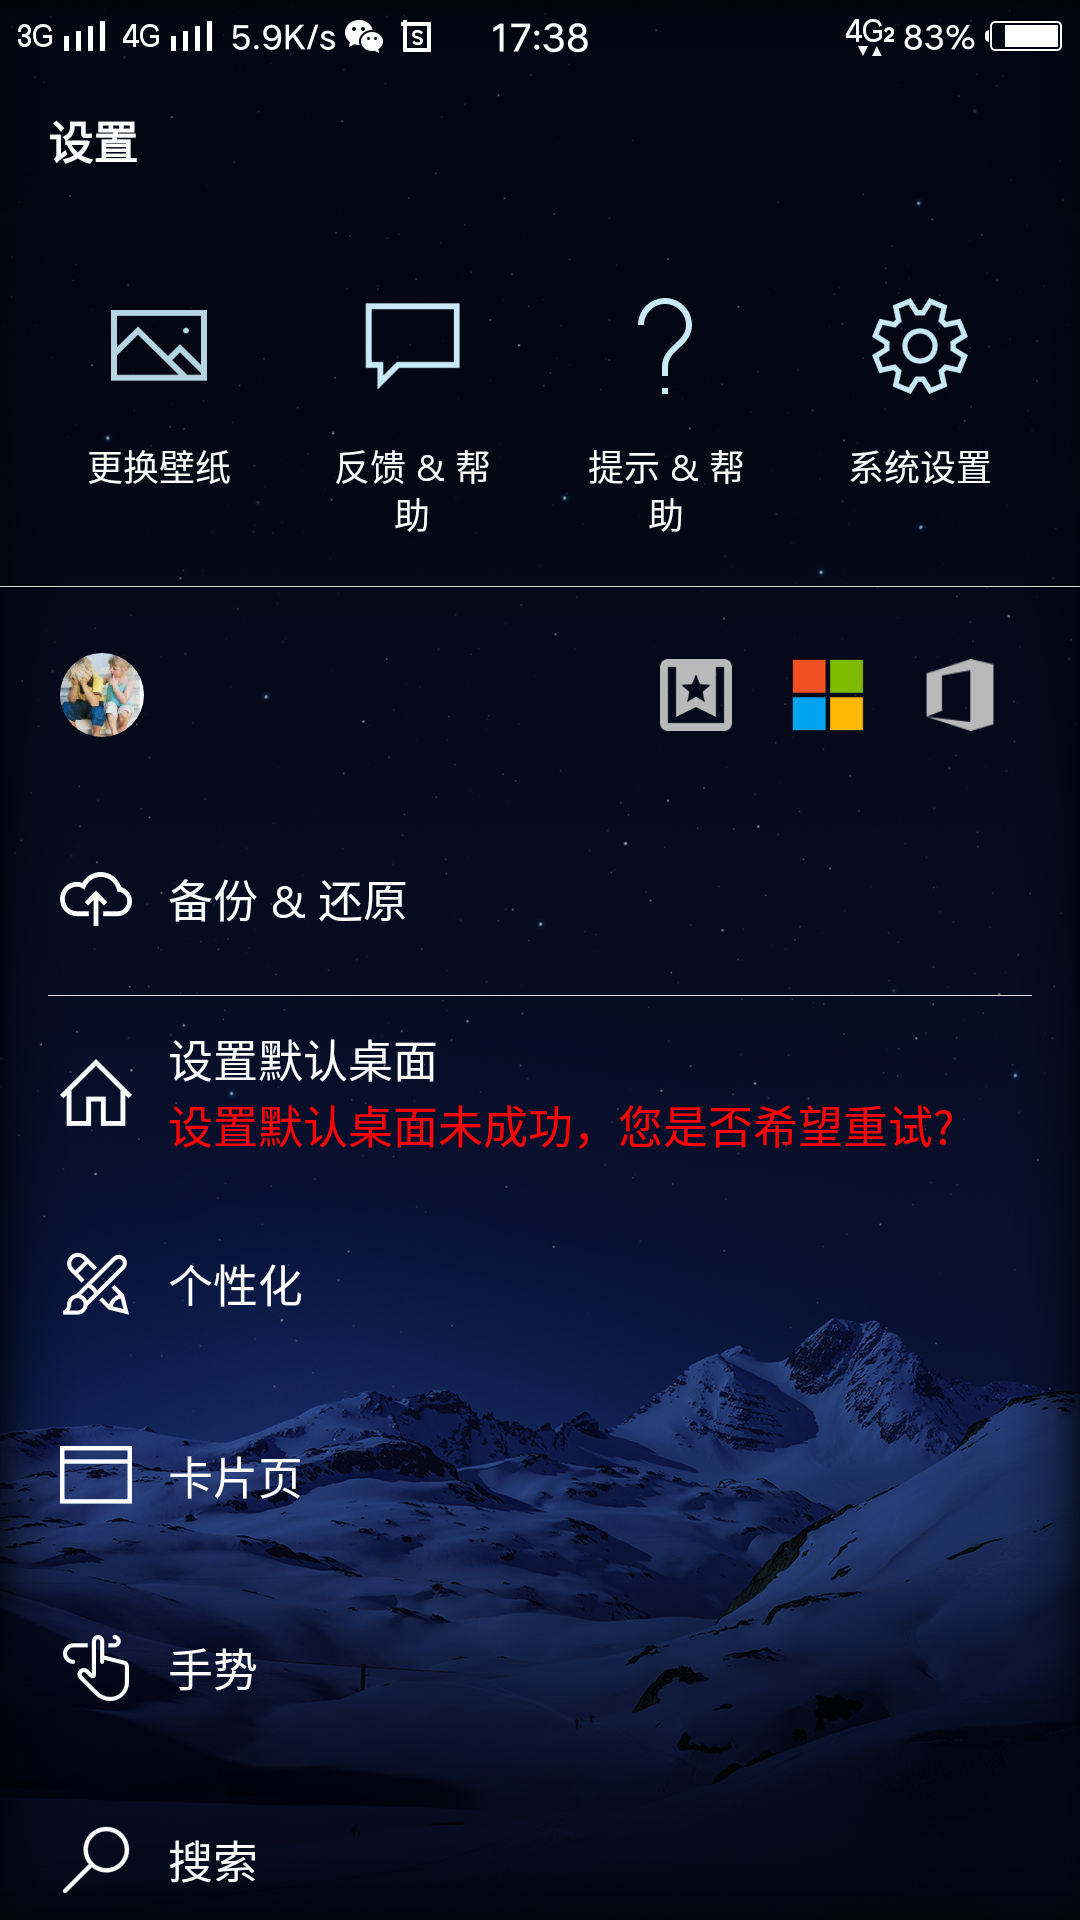 3G 4G 5.9K/s S 17:38 4G2 83%
设置
更换壁纸 反馈 & 帮助 提示 & 帮助 系统设置
备份 & 还原
设置默认桌面
设置默认桌面未成功，您是否希望重试?
个性化
卡片页
手势
搜索